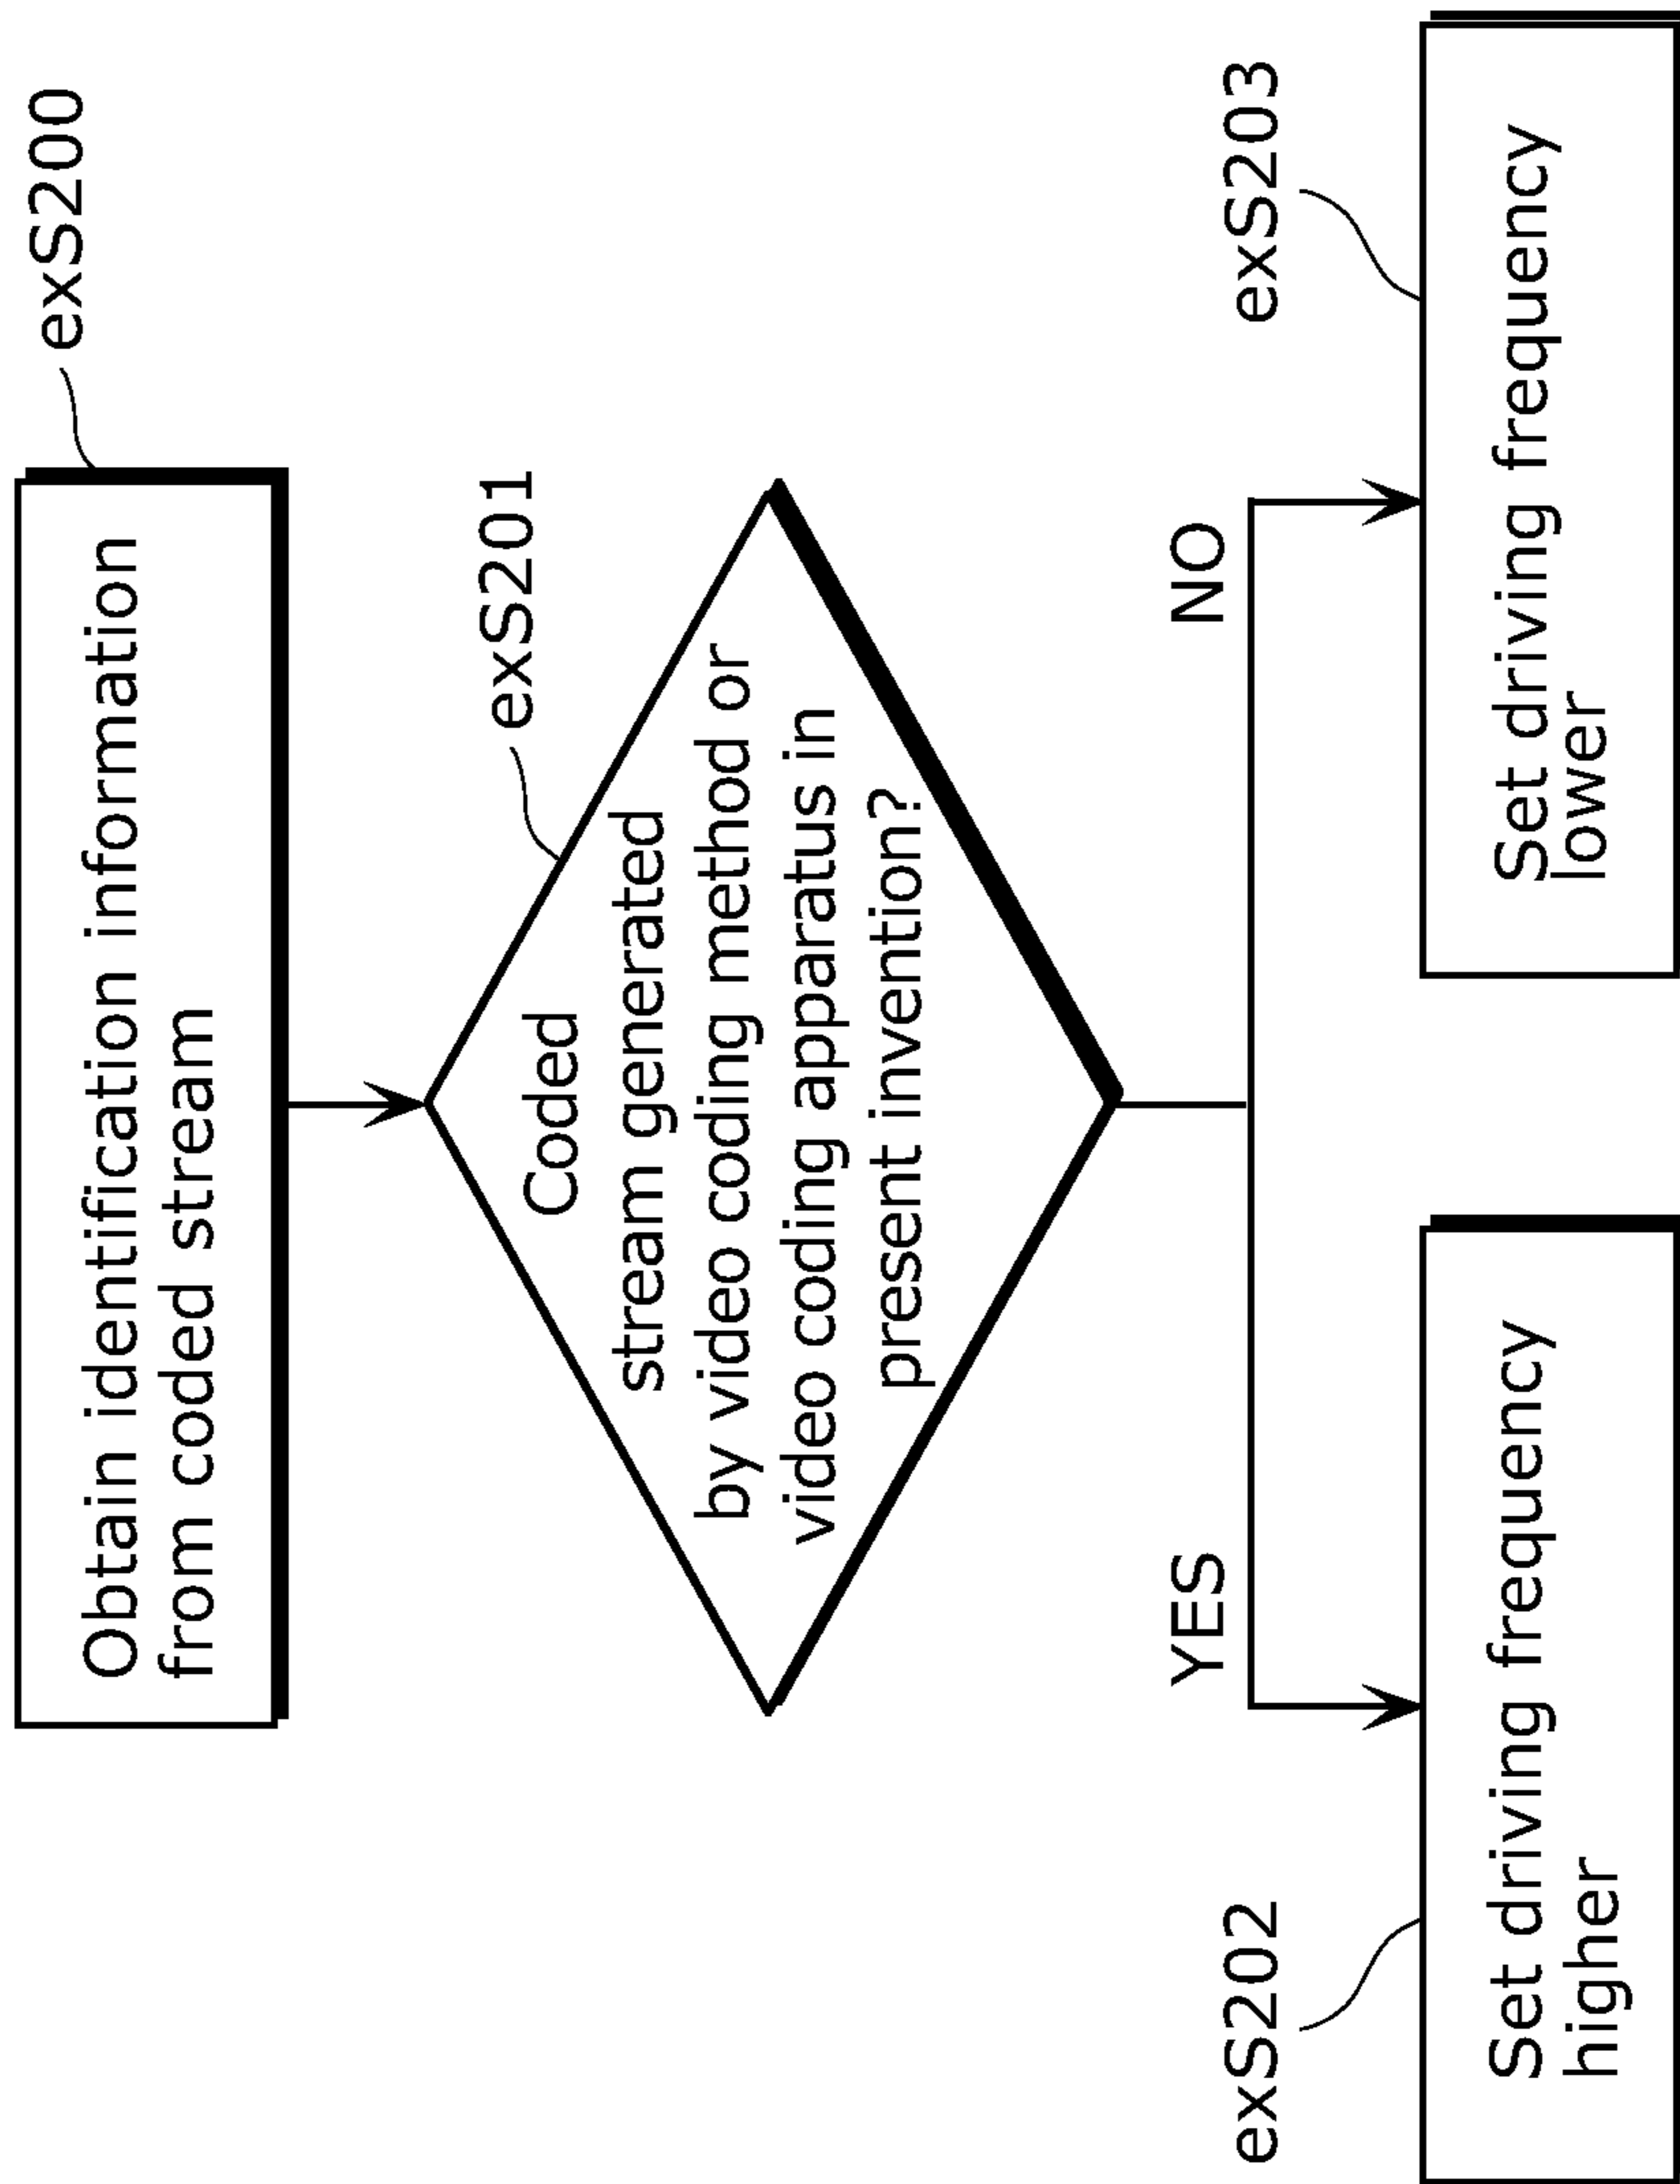 exS200
Obtain identification information
from coded stream
exS201
Coded
stream generated
by video coding method or
video coding apparatus in
present invention?
YES
NO
exS202
exS203
Set driving frequency
higher
Set driving frequency
lower